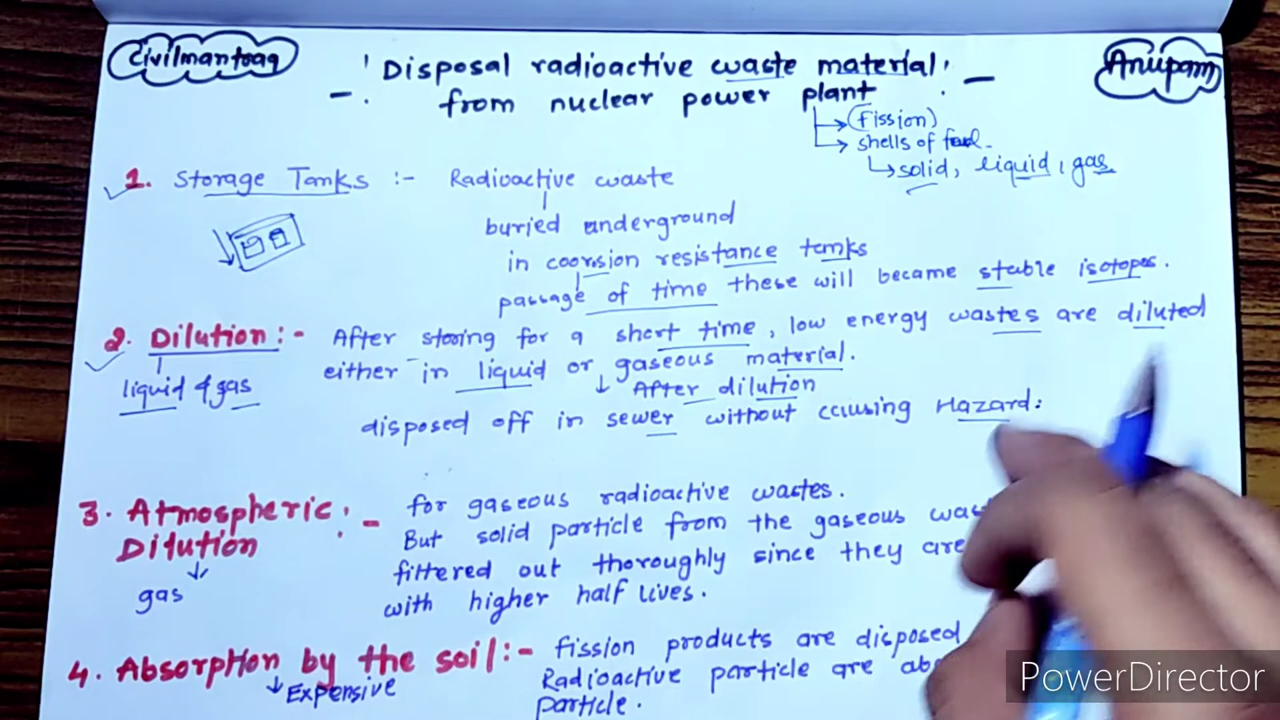 Civilmantraa
Anupam
'Disposal radioactive waste material'
from nuclear power plant
(fission)
shells of fuel.
solid, liquid, gas
1. Storage Tanks :- Radioactive waste
buried underground
in coorsion resistance tanks
passage of time these will became stable isotopes.
2. Dilution :- After storing for a short time, low energy wastes are diluted
either in liquid or gaseous material.
liquid & gas
After dilution
disposed off in sewer without causing Hazard:
3. Atmospheric :- for gaseous radioactive wastes.
Dilution
But solid particle from the gaseous
filtered out thoroughly since they are
gas
with higher half lives.
4. Absorption by the soil :- fission products are disposed
Expensive
Radioactive particle are
particle.
PowerDirector